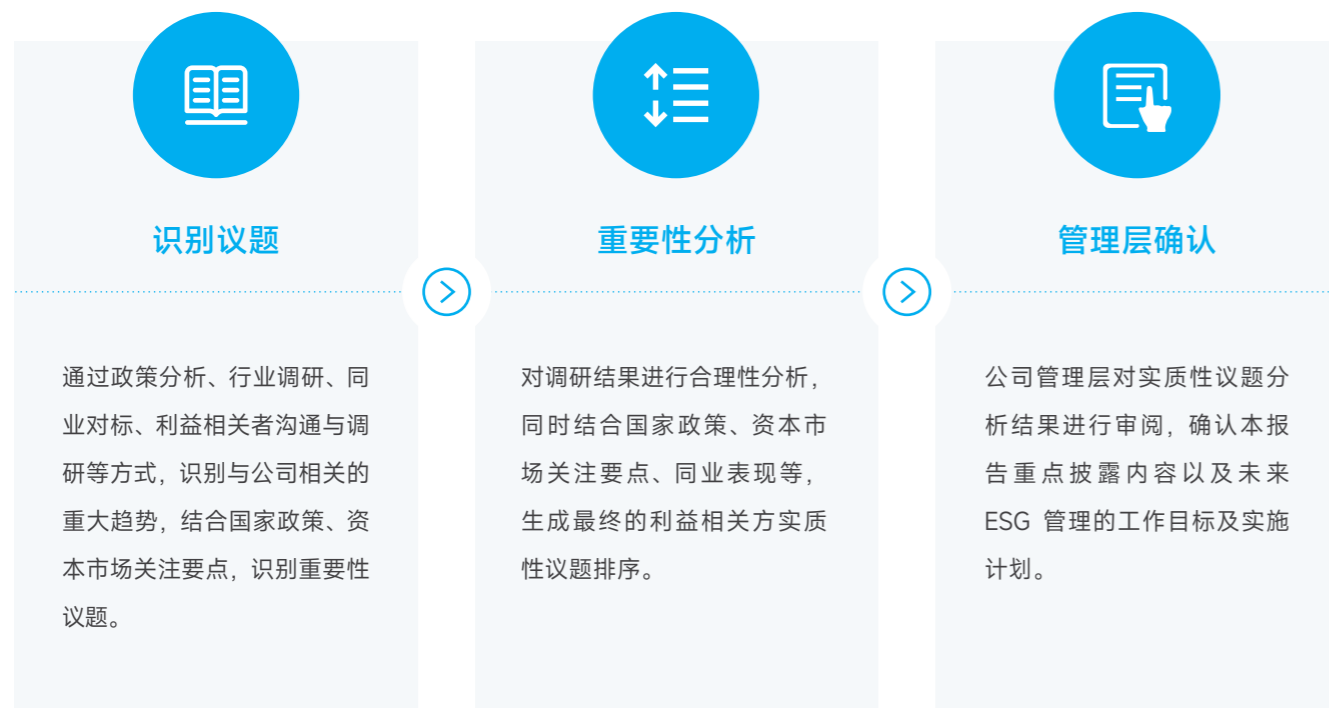 识别议题
通过政策分析、行业调研、同
业对标、利益相关者沟通与调
研等方式，识别与公司相关的
重大趋势，结合国家政策、资
本市场关注要点，识别重要性
议题。
重要性分析
对调研结果进行合理性分析，
同时结合国家政策、资本市
场关注要点、同业表现等，
生成最终的利益相关方实质
性议题排序。
管理层确认
公司管理层对实质性议题分
析结果进行审阅，确认本报
告重点披露内容以及未来
ESG 管理的工作目标及实施
计划。